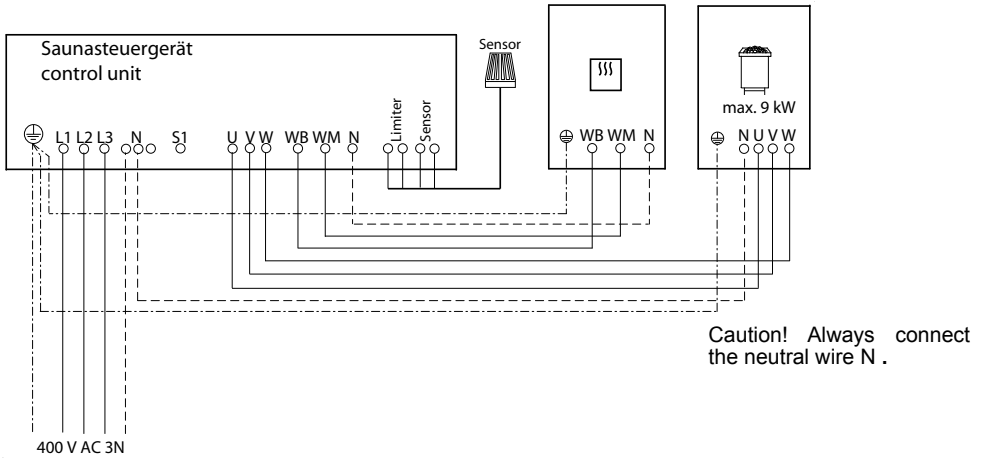 Saunasteuergerät
control unit
Sensor
max. 9 kW
L1 L2 L3 N S1 U V W WB WM N Limiter Sensor
WB WM N
N U V W
Caution! Always connect
the neutral wire N .
400 V AC 3N